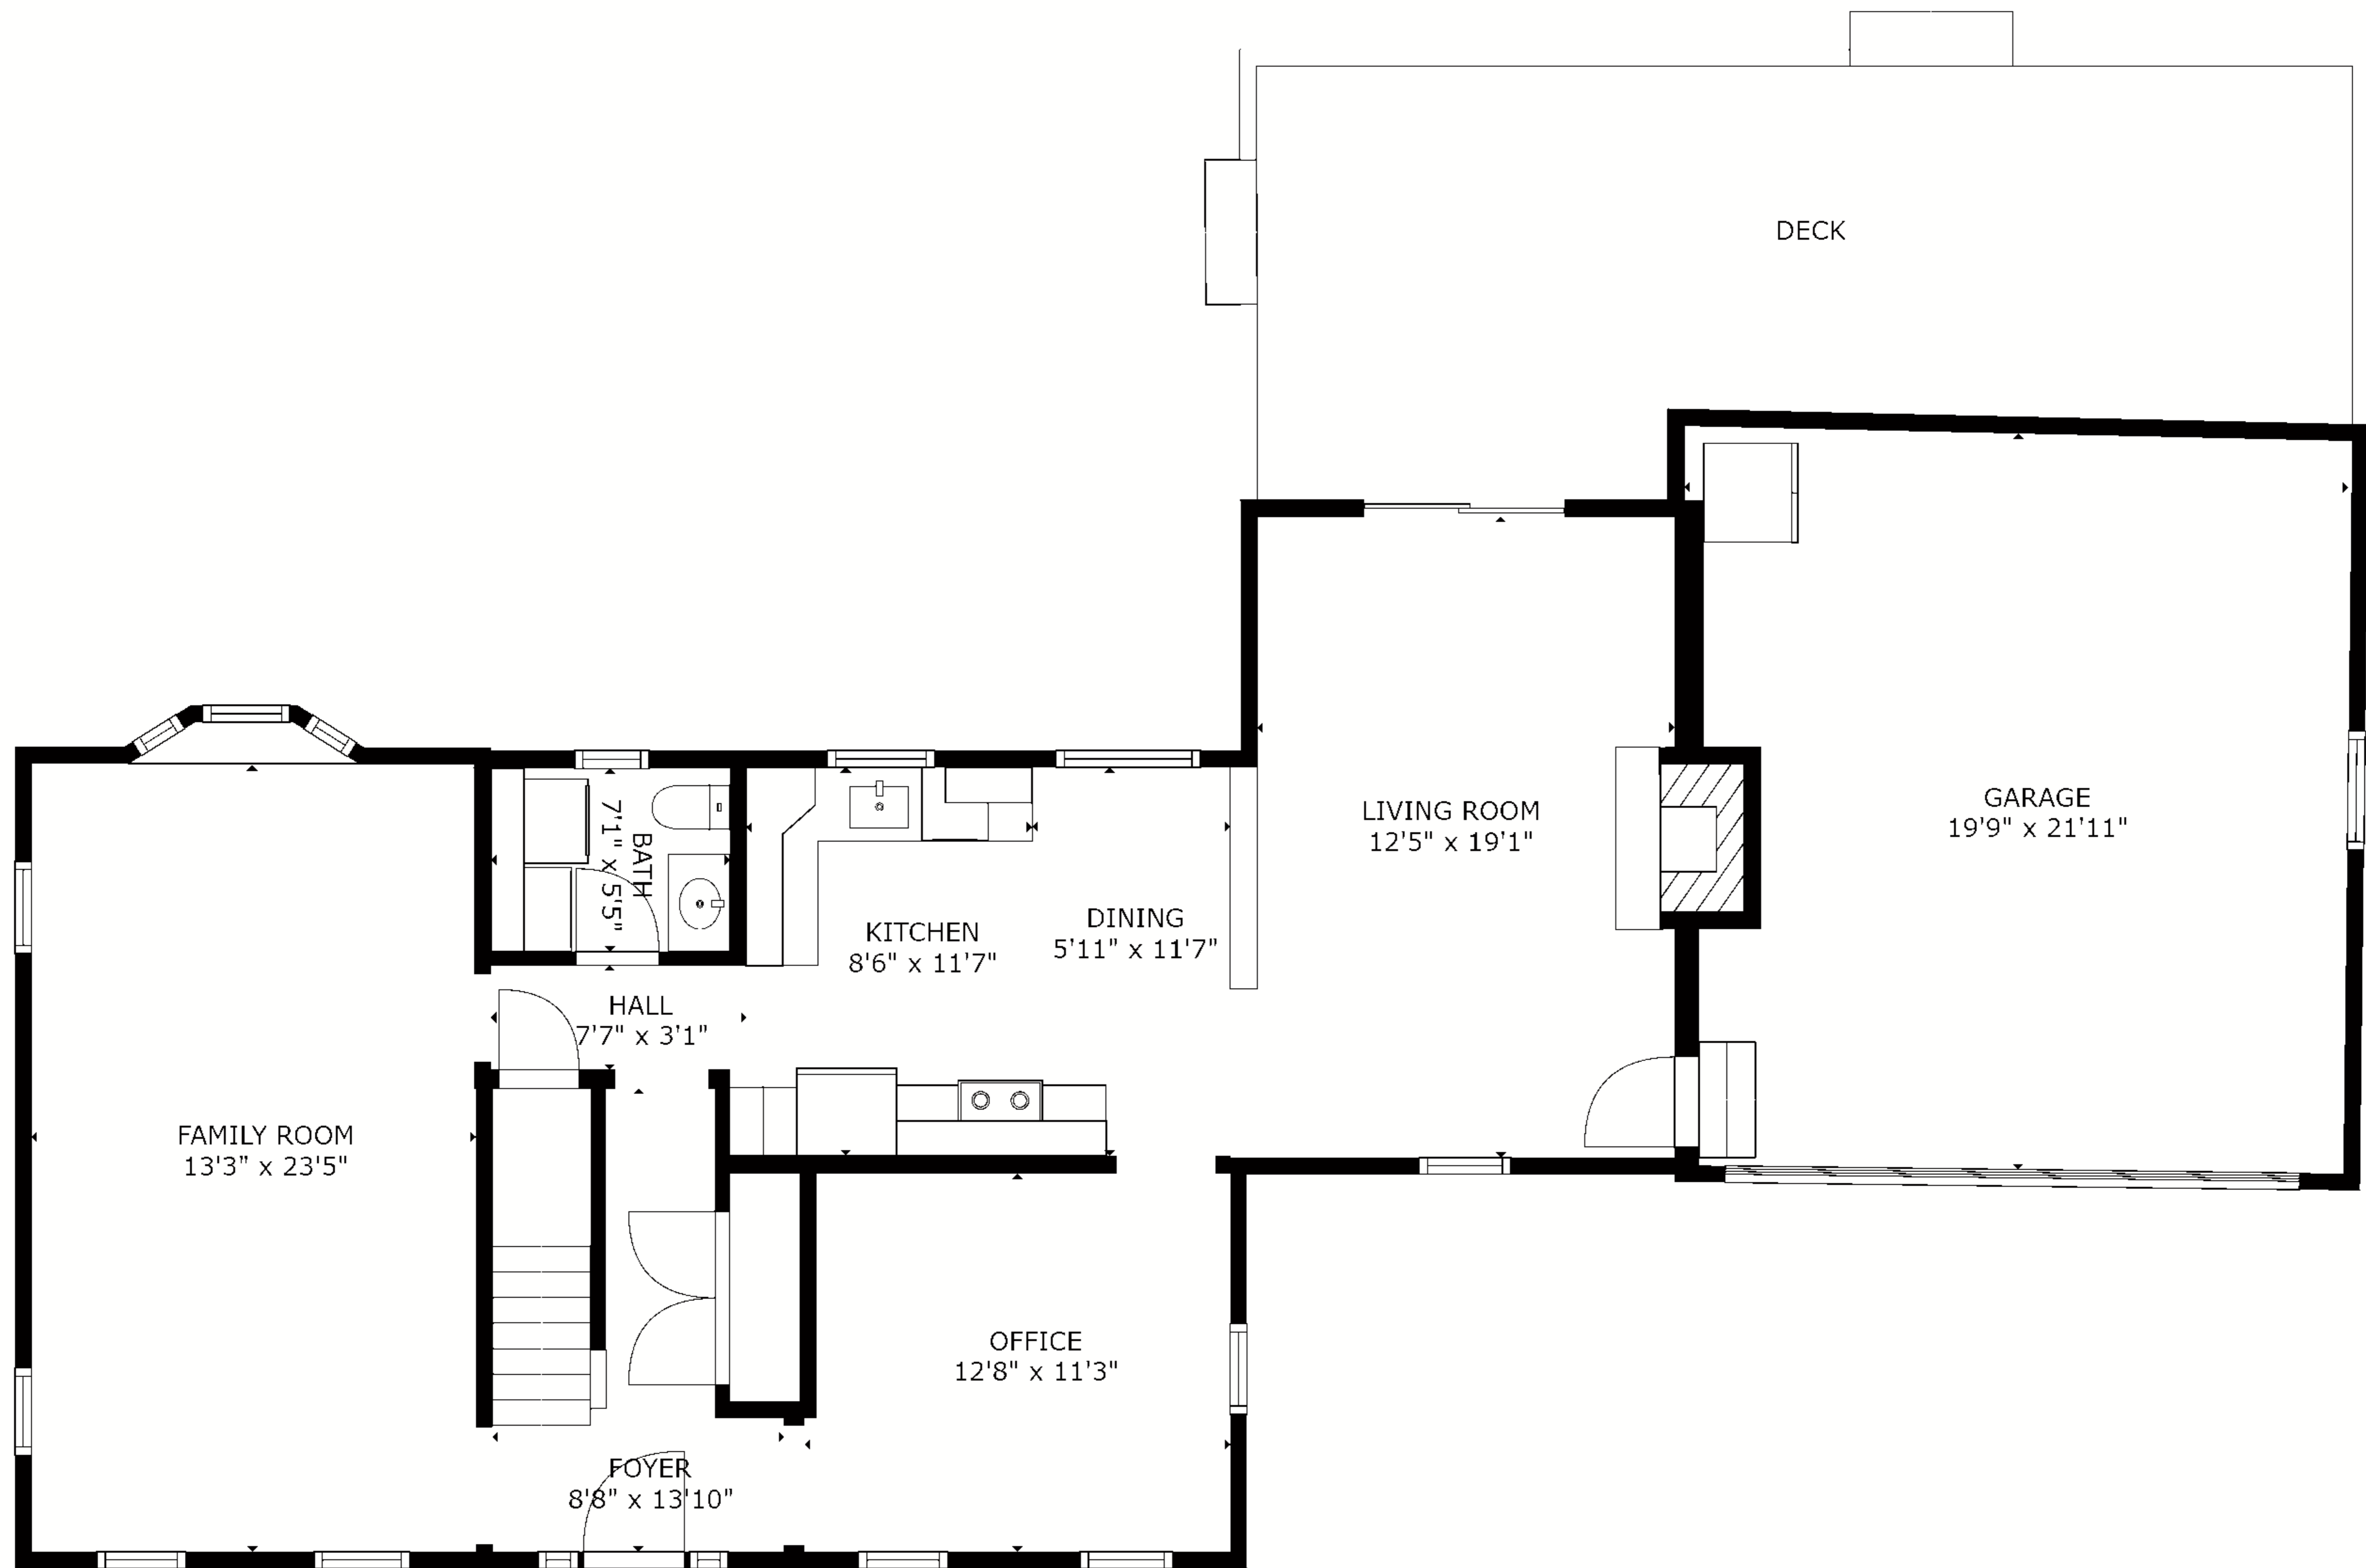 DECK
GARAGE
19'9" x 21'11"
LIVING ROOM
12'5" x 19'1"
BATH
7'1" x 5'5"
KITCHEN
8'6" x 11'7"
DINING
5'11" x 11'7"
HALL
7'7" x 3'1"
FAMILY ROOM
13'3" x 23'5"
OFFICE
12'8" x 11'3"
FOYER
8'8" x 13'10"